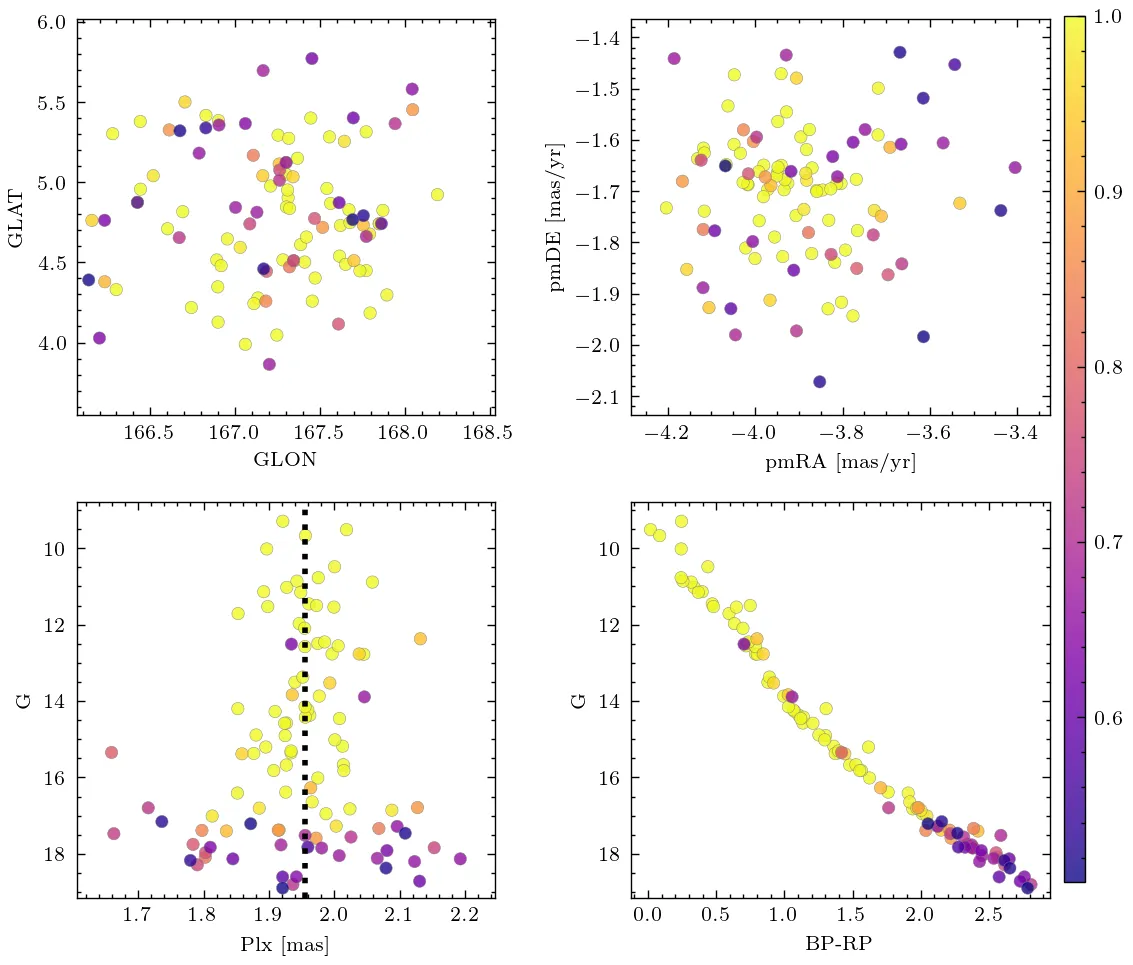 6.0
5.5
5.0
4.5
4.0
GLAT
166.5 167.0 167.5 168.0 168.5
GLON
−1.4
−1.5
−1.6
−1.7
−1.8
−1.9
−2.0
−2.1
pmDE [mas/yr]
−4.2 −4.0 −3.8 −3.6 −3.4
pmRA [mas/yr]
1.0
0.9
0.8
0.7
0.6
10
12
14
16
18
G
1.7 1.8 1.9 2.0 2.1 2.2
Plx [mas]
10
12
14
16
18
G
0.0 0.5 1.0 1.5 2.0 2.5
BP-RP